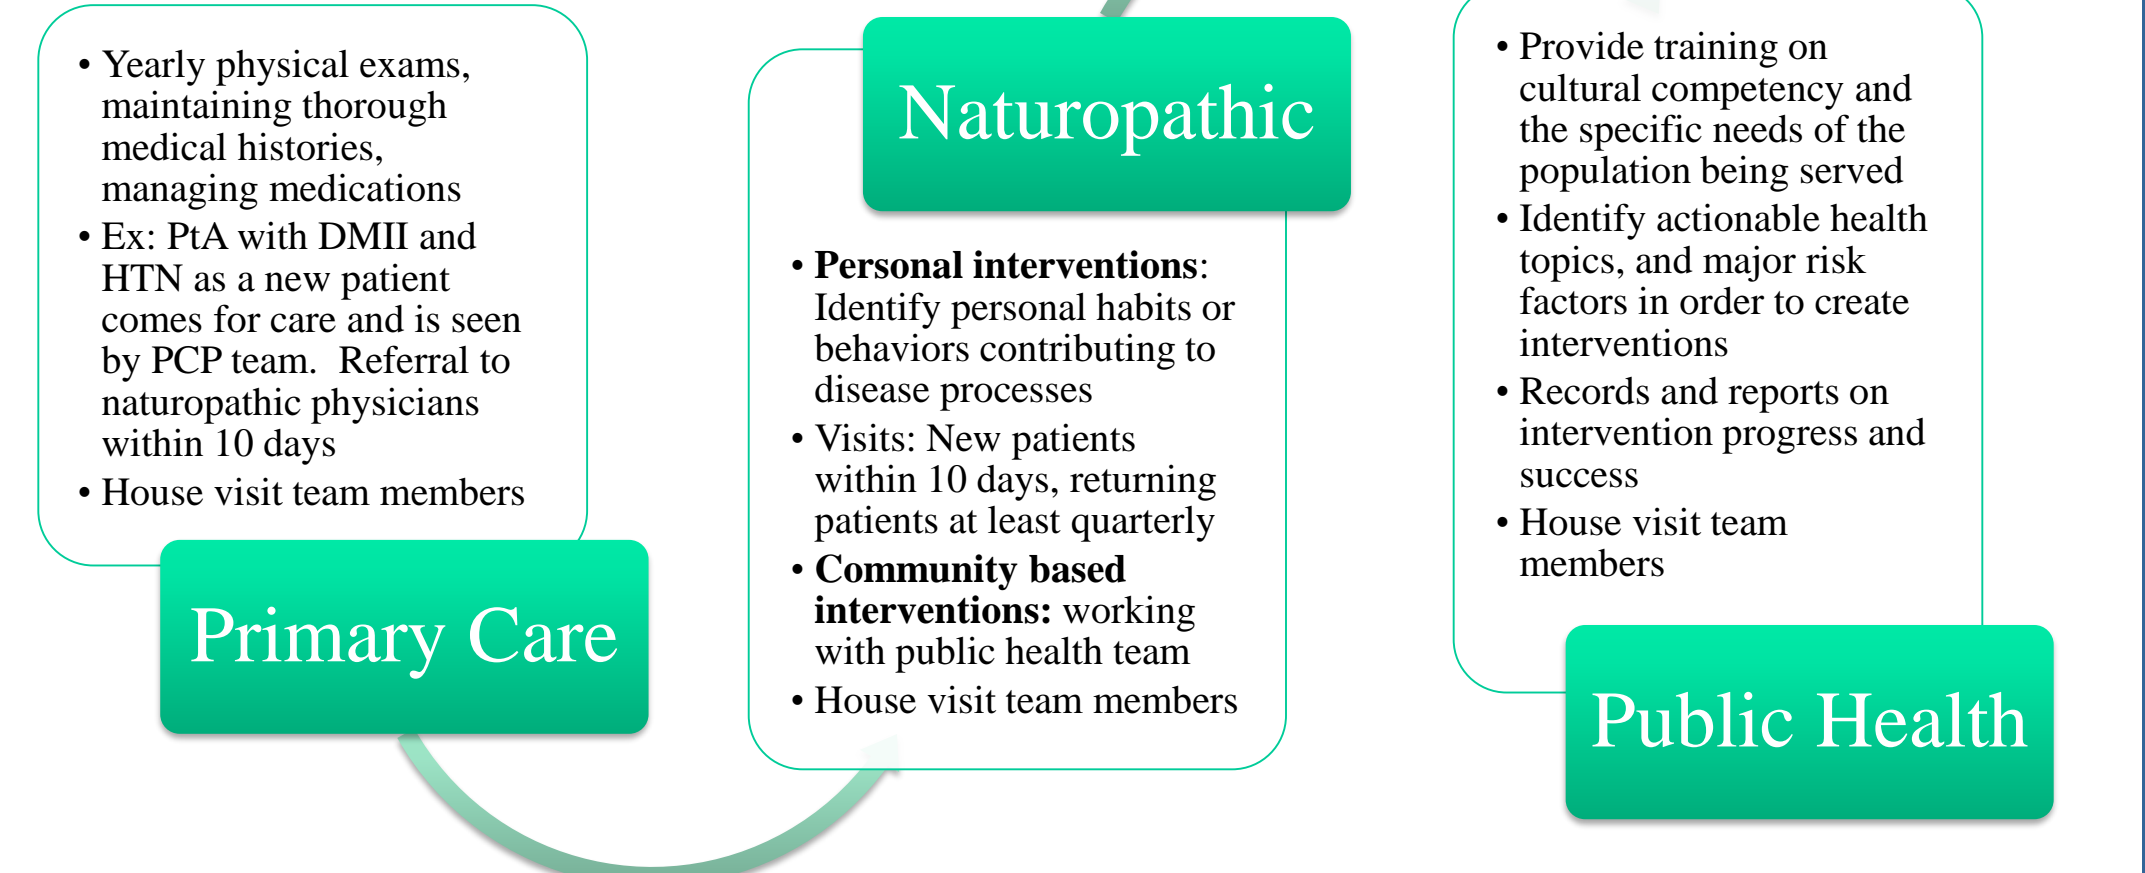 • Yearly physical exams,
maintaining thorough
medical histories,
managing medications
• Ex: PtA with DMII and
HTN as a new patient
comes for care and is seen
by PCP team.  Referral to
naturopathic physicians
within 10 days
• House visit team members
Primary Care
Naturopathic
• Personal interventions:
Identify personal habits or
behaviors contributing to
disease processes
• Visits: New patients
within 10 days, returning
patients at least quarterly
• Community based
interventions: working
with public health team
• House visit team members
• Provide training on
cultural competency and
the specific needs of the
population being served
• Identify actionable health
topics, and major risk
factors in order to create
interventions
• Records and reports on
intervention progress and
success
• House visit team
members
Public Health